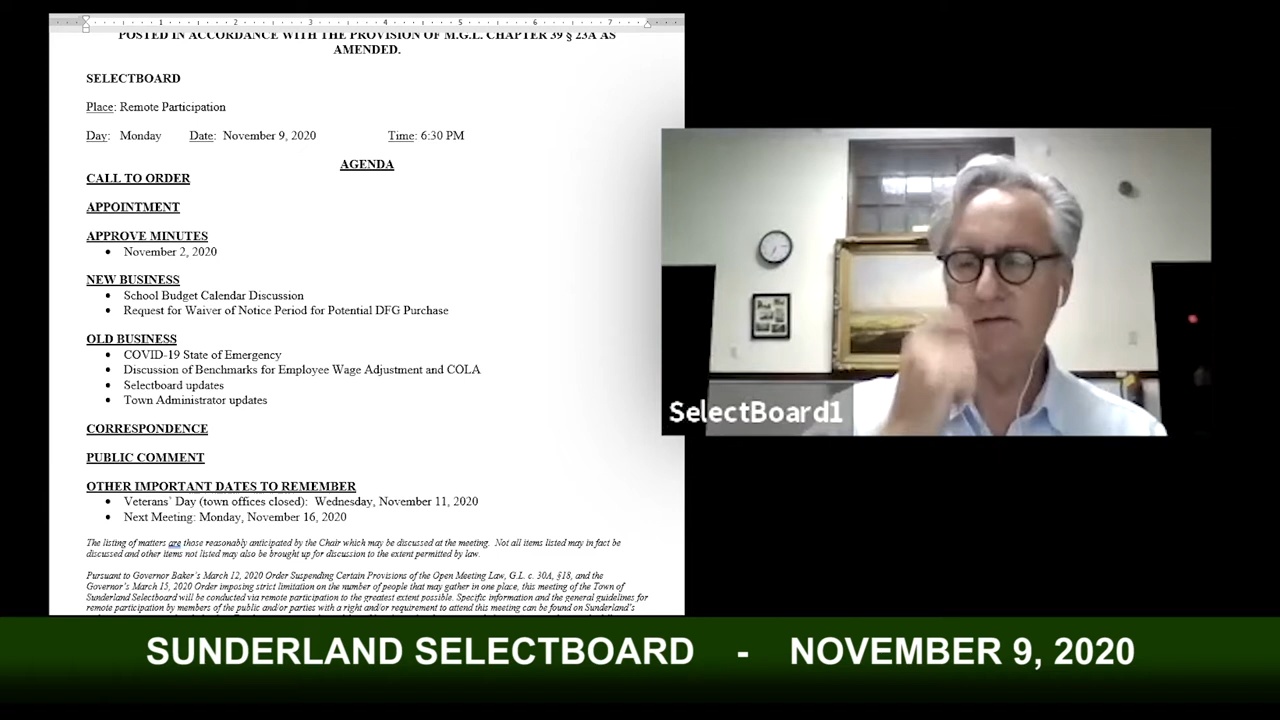 POSTED IN ACCORDANCE WITH THE PROVISION OF M.G.L. CHAPTER 39 § 23A AS
AMENDED.
SELECTBOARD
Place: Remote Participation
Day: Monday Date: November 9, 2020 Time: 6:30 PM
AGENDA
CALL TO ORDER
APPOINTMENT
APPROVE MINUTES
• November 2, 2020
NEW BUSINESS
• School Budget Calendar Discussion
• Request for Waiver of Notice Period for Potential DFG Purchase
OLD BUSINESS
• COVID-19 State of Emergency
• Discussion of Benchmarks for Employee Wage Adjustment and COLA
• Selectboard updates
• Town Administrator updates
CORRESPONDENCE
PUBLIC COMMENT
OTHER IMPORTANT DATES TO REMEMBER
• Veterans' Day (town offices closed): Wednesday, November 11, 2020
• Next Meeting: Monday, November 16, 2020
The listing of matters are those reasonably anticipated by the Chair which may be discussed at the meeting. Not all items listed may in fact be
discussed and other items not listed may also be brought up for discussion to the extent permitted by law.
Pursuant to Governor Baker's March 12, 2020 Order Suspending Certain Provisions of the Open Meeting Law, G.L. c. 30A, §18, and the
Governor's March 15, 2020 Order imposing strict limitation on the number of people that may gather in one place, this meeting of the Town of
Sunderland Selectboard will be conducted via remote participation to the greatest extent possible. Specific information and the general guidelines for
remote participation by members of the public and/or parties with a right and/or requirement to attend this meeting can be found on Sunderland's
SelectBoard1
SUNDERLAND SELECTBOARD - NOVEMBER 9, 2020
1 2 3 4 5 6 7